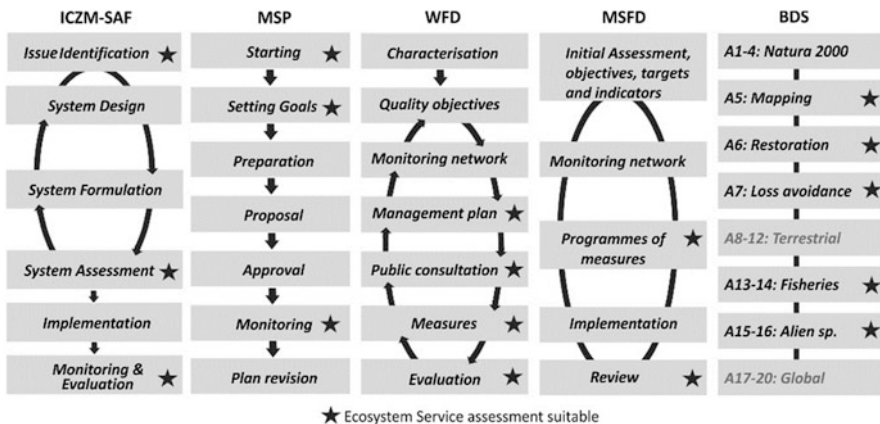 ICZM-SAF
Issue Identification
System Design
System Formulation
System Assessment
Implementation
Monitoring &
Evaluation
MSP
Starting
Setting Goals
Preparation
Proposal
Approval
Monitoring
Plan revision
WFD
Characterisation
Quality objectives
Monitoring network
Management plan
Public consultation
Measures
Evaluation
MSFD
Initial Assessment,
objectives, targets
and indicators
Monitoring network
Programmes of
measures
Implementation
Review
BDS
A1-4: Natura 2000
A5: Mapping
A6: Restoration
A7: Loss avoidance
A8-12: Terrestrial
A13-14: Fisheries
A15-16: Alien sp.
A17-20: Global
Ecosystem Service assessment suitable